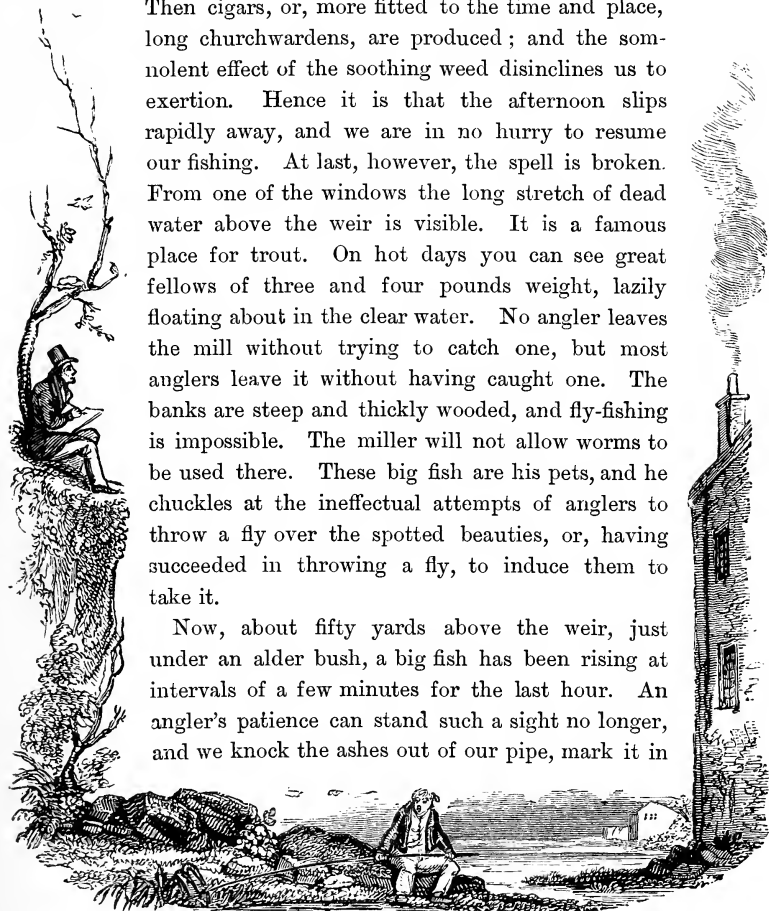 Then cigars, or, more fitted to the time and place,
long churchwardens, are produced ; and the som-
nolent effect of the soothing weed disinclines us to
exertion. Hence it is that the afternoon slips
rapidly away, and we are in no hurry to resume
our fishing. At last, however, the spell is broken.
From one of the windows the long stretch of dead
water above the weir is visible. It is a famous
place for trout. On hot days you can see great
fellows of three and four pounds weight, lazily
floating about in the clear water. No angler leaves
the mill without trying to catch one, but most
anglers leave it without having caught one. The
banks are steep and thickly wooded, and fly-fishing
is impossible. The miller will not allow worms to
be used there. These big fish are his pets, and he
chuckles at the ineffectual attempts of anglers to
throw a fly over the spotted beauties, or, having
succeeded in throwing a fly, to induce them to
take it.
Now, about fifty yards above the weir, just
under an alder bush, a big fish has been rising at
intervals of a few minutes for the last hour. An
angler’s patience can stand such a sight no longer,
and we knock the ashes out of our pipe, mark it in